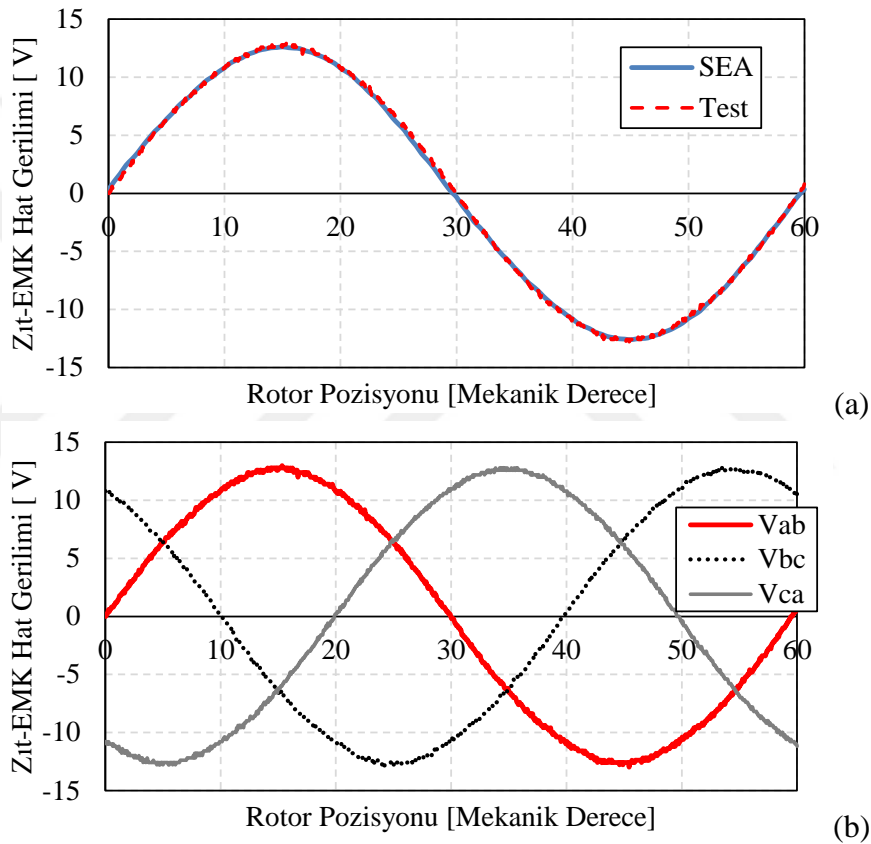 15
10
5
0
-5
-10
-15
0 10 20 30 40 50 60
Zıt-EMK Hat Gerilimi [ V]
SEA
Test
Rotor Pozisyonu [Mekanik Derece]
(a)
15
10
5
0
-5
-10
-15
0 10 20 30 40 50 60
Zıt-EMK Hat Gerilimi [ V]
Vab
Vbc
Vca
Rotor Pozisyonu [Mekanik Derece]
(b)